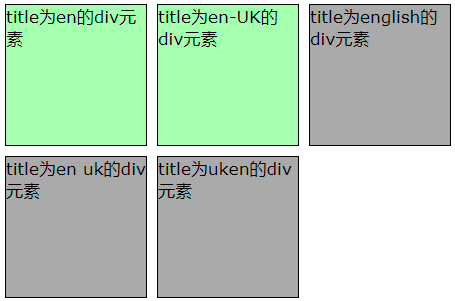 title为en的div元
素
title为en-UK的
div元素
title为english的
div元素
title为en uk的div
元素
title为uken的div
元素